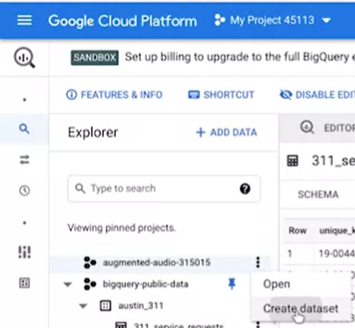 Google Cloud Platform
My Project 45113
SANDBOX Set up billing to upgrade to the full BigQuery
FEATURES & INFO
SHORTCUT
DISABLE EDI
Explorer
+ ADD DATA
EDITO
Type to search
311_se
SCHEMA
Viewing pinned projects.
Row unique_k
1 19-0044
augmented-audio-315015
bigquery-public-data
Open
austin_311
Create dataset
311_service_requests